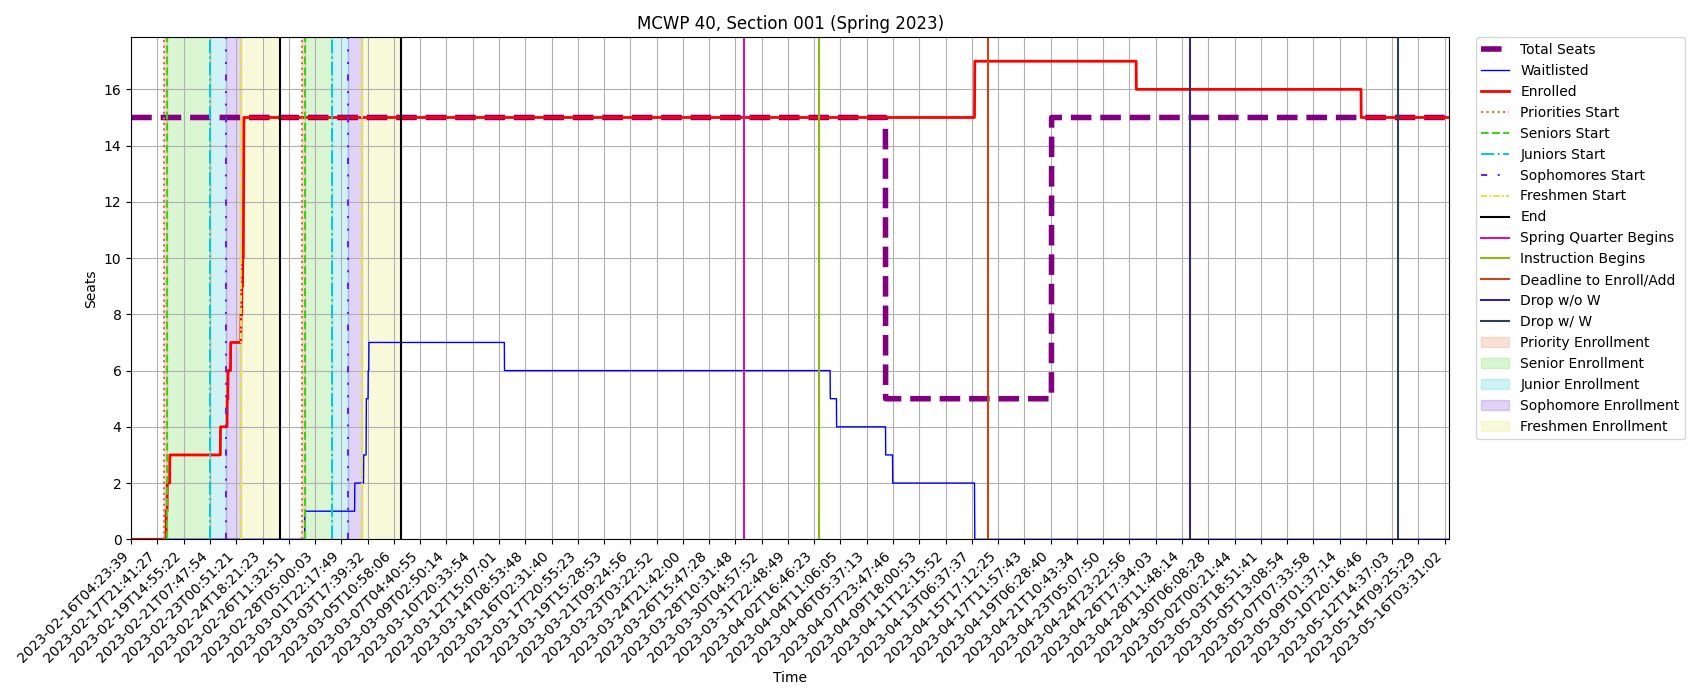 MCWP 40, Section 001 (Spring 2023)
Seats
16
14
12
10
8
6
4
2
0
2023-02-16T04:23:39
2023-02-17T21:41:27
2023-02-19T14:55:22
2023-02-21T07:47:54
2023-02-23T00:51:21
2023-02-24T18:21:23
2023-02-26T11:32:51
2023-02-28T05:00:03
2023-03-01T22:17:49
2023-03-03T17:39:32
2023-03-05T10:58:06
2023-03-07T04:40:55
2023-03-09T02:50:14
2023-03-10T20:33:54
2023-03-12T15:07:01
2023-03-14T08:53:48
2023-03-16T02:31:40
2023-03-17T20:55:23
2023-03-19T15:28:53
2023-03-21T09:24:56
2023-03-23T03:22:52
2023-03-24T21:42:00
2023-03-26T15:47:28
2023-03-28T10:31:48
2023-03-30T04:57:52
2023-03-31T22:48:49
2023-04-02T16:46:23
2023-04-04T11:06:05
2023-04-06T05:37:13
2023-04-07T23:47:46
2023-04-09T18:00:53
2023-04-11T12:15:52
2023-04-13T06:37:37
2023-04-15T17:12:25
2023-04-17T11:57:43
2023-04-19T06:28:40
2023-04-21T10:43:34
2023-04-23T05:07:50
2023-04-24T23:22:56
2023-04-26T17:34:03
2023-04-28T11:48:14
2023-04-30T06:08:28
2023-05-02T00:21:44
2023-05-03T18:51:41
2023-05-05T13:08:54
2023-05-07T07:33:58
2023-05-09T01:37:14
2023-05-10T20:16:46
2023-05-12T14:37:03
2023-05-14T09:25:29
2023-05-16T03:31:02
Time
Total Seats
Waitlisted
Enrolled
Priorities Start
Seniors Start
Juniors Start
Sophomores Start
Freshmen Start
End
Spring Quarter Begins
Instruction Begins
Deadline to Enroll/Add
Drop w/o W
Drop w/ W
Priority Enrollment
Senior Enrollment
Junior Enrollment
Sophomore Enrollment
Freshmen Enrollment